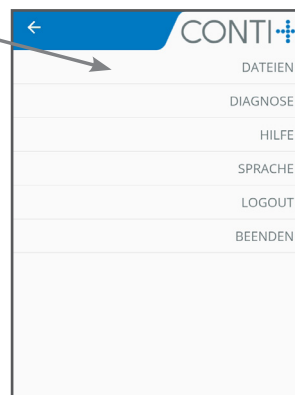 CONTI+
DATEIEN
DIAGNOSE
HILFE
SPRACHE
LOGOUT
BEENDEN